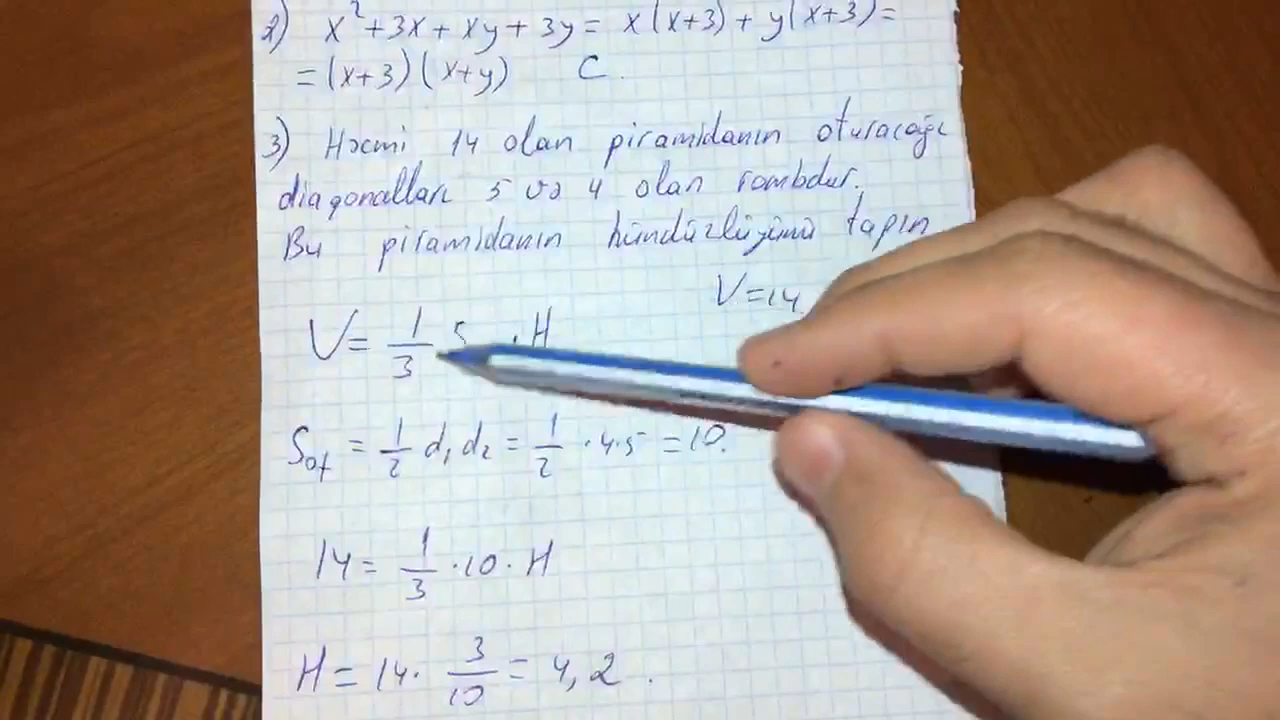 2) x² + 3x + xy + 3y = x(x+3) + y(x+3) =
= (x+3)(x+y) C.
3) Həcmi 14 olan piramidanın oturacağı
diaqonalları 5 və 4 olan rombdur.
Bu piramidanın hündürlüyünü tapın
V=14
V= 1/3 S · H
Sot = 1/2 d₁d₂ = 1/2 · 4·5 = 10.
14 = 1/3 · 10 · H
H = 14 · 3/10 = 4,2.